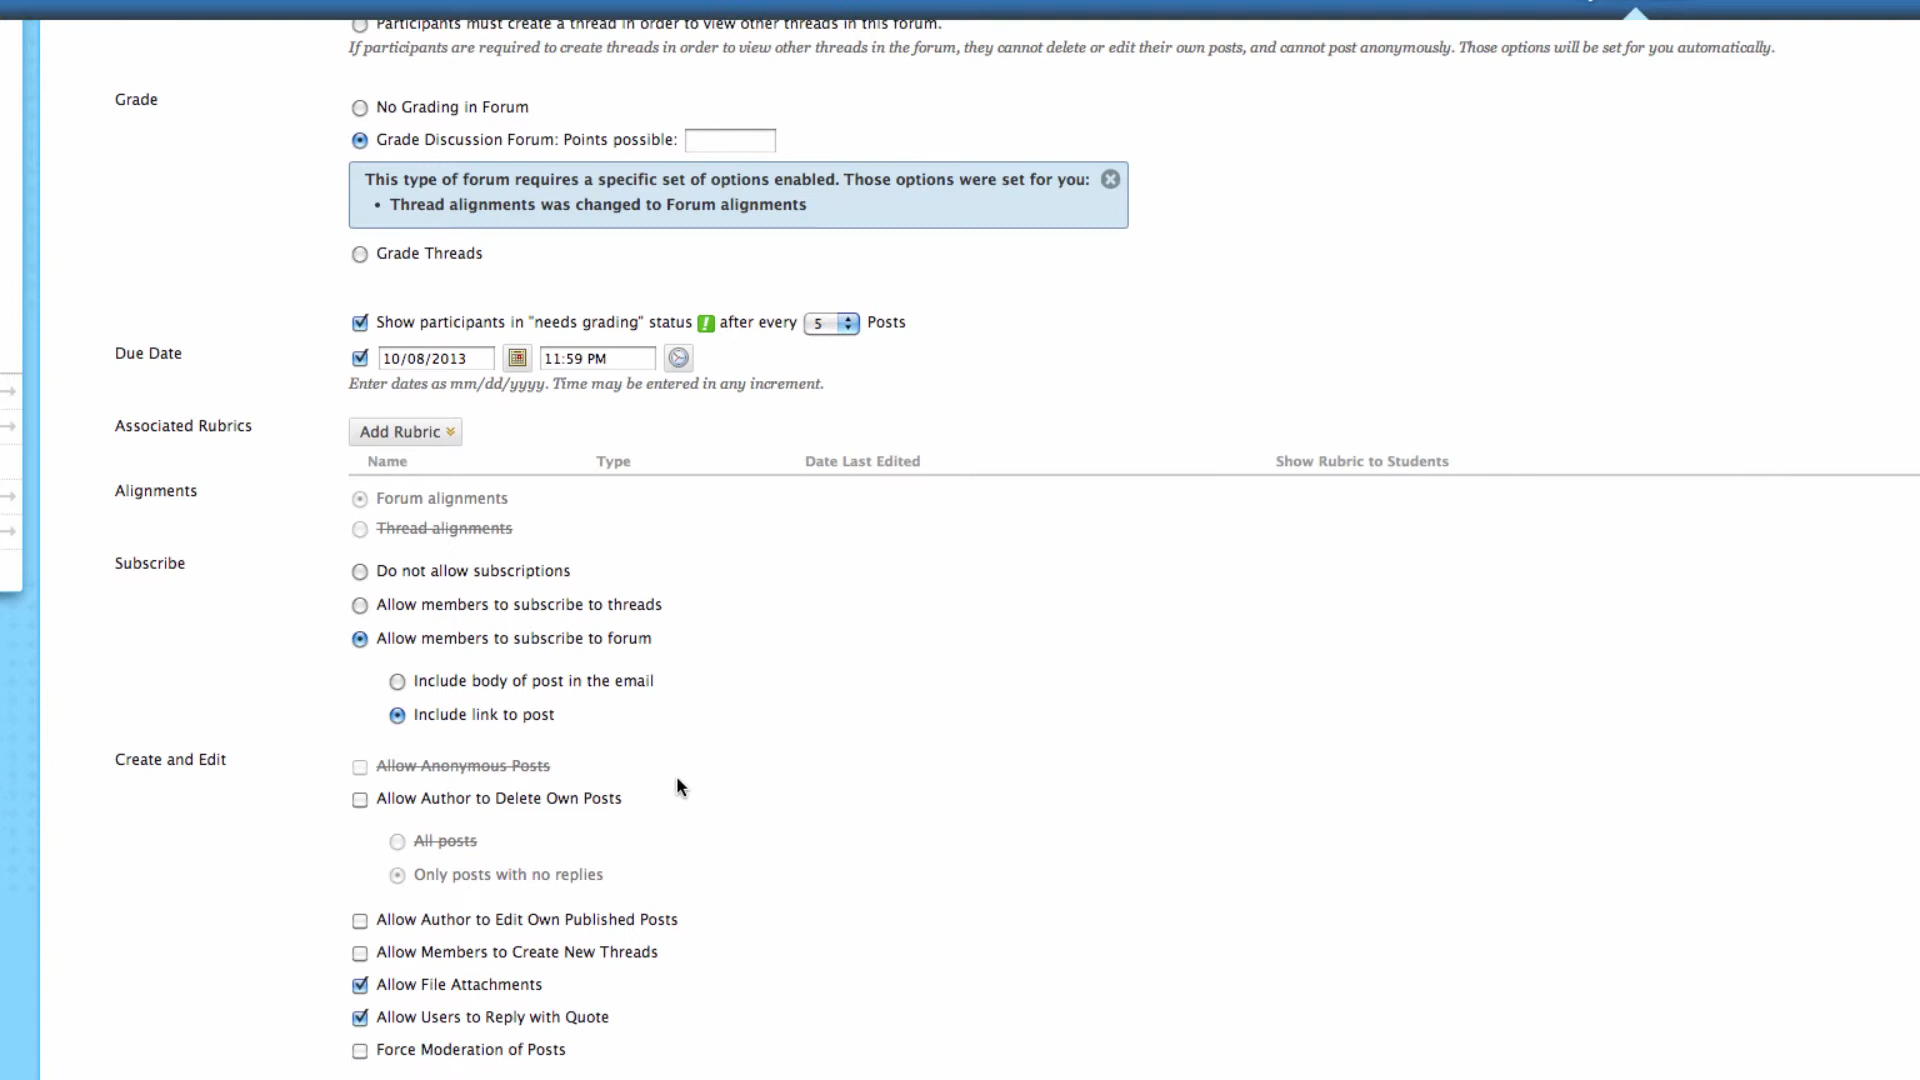 Participants must create a thread in order to view other threads in this forum.
If participants are required to create threads in order to view other threads in the forum, they cannot delete or edit their own posts, and cannot post anonymously. Those options will be set for you automatically.
Grade
No Grading in Forum
Grade Discussion Forum: Points possible:
This type of forum requires a specific set of options enabled. Those options were set for you:
• Thread alignments was changed to Forum alignments
Grade Threads
Show participants in "needs grading" status ! after every 5 Posts
Due Date
10/08/2013 11:59 PM
Enter dates as mm/dd/yyyy. Time may be entered in any increment.
Associated Rubrics
Add Rubric
Name Type Date Last Edited Show Rubric to Students
Alignments
Forum alignments
Thread alignments
Subscribe
Do not allow subscriptions
Allow members to subscribe to threads
Allow members to subscribe to forum
Include body of post in the email
Include link to post
Create and Edit
Allow Anonymous Posts
Allow Author to Delete Own Posts
All posts
Only posts with no replies
Allow Author to Edit Own Published Posts
Allow Members to Create New Threads
Allow File Attachments
Allow Users to Reply with Quote
Force Moderation of Posts